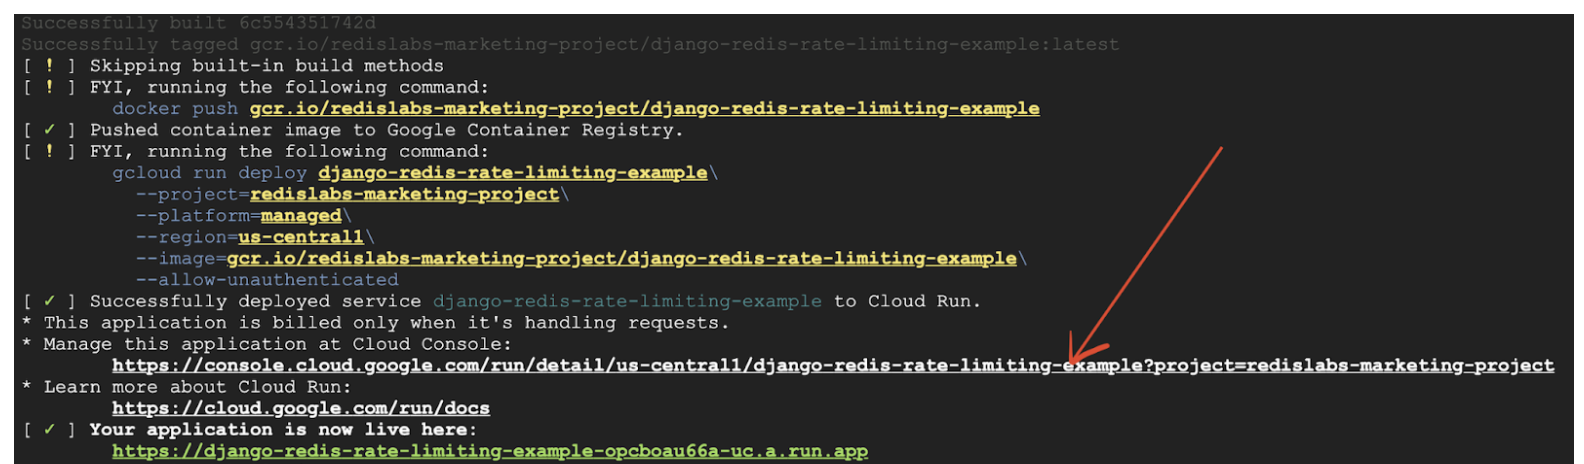 Successfully built 6c554351742d
Successfully tagged gcr.io/redislabs-marketing-project/django-redis-rate-limiting-example:latest
[ ! ] Skipping built-in build methods
[ ! ] FYI, running the following command:
docker push gcr.io/redislabs-marketing-project/django-redis-rate-limiting-example
[ ✓ ] Pushed container image to Google Container Registry.
[ ! ] FYI, running the following command:
gcloud run deploy django-redis-rate-limiting-example\
--project=redislabs-marketing-project\
--platform=managed\
--region=us-central1\
--image=gcr.io/redislabs-marketing-project/django-redis-rate-limiting-example\
--allow-unauthenticated
[ ✓ ] Successfully deployed service django-redis-rate-limiting-example to Cloud Run.
* This application is billed only when it's handling requests.
* Manage this application at Cloud Console:
https://console.cloud.google.com/run/detail/us-central1/django-redis-rate-limiting-example?project=redislabs-marketing-project
* Learn more about Cloud Run:
https://cloud.google.com/run/docs
[ ✓ ] Your application is now live here:
https://django-redis-rate-limiting-example-opcboau66a-uc.a.run.app